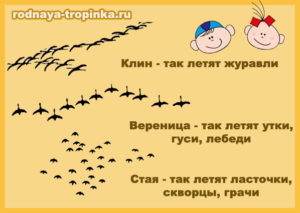 rodnaya-tropinka.ru
Клин - так летят журавли
Вереница - так летят утки,
гуси, лебеди
Стая - так летят ласточки,
скворцы, грачи